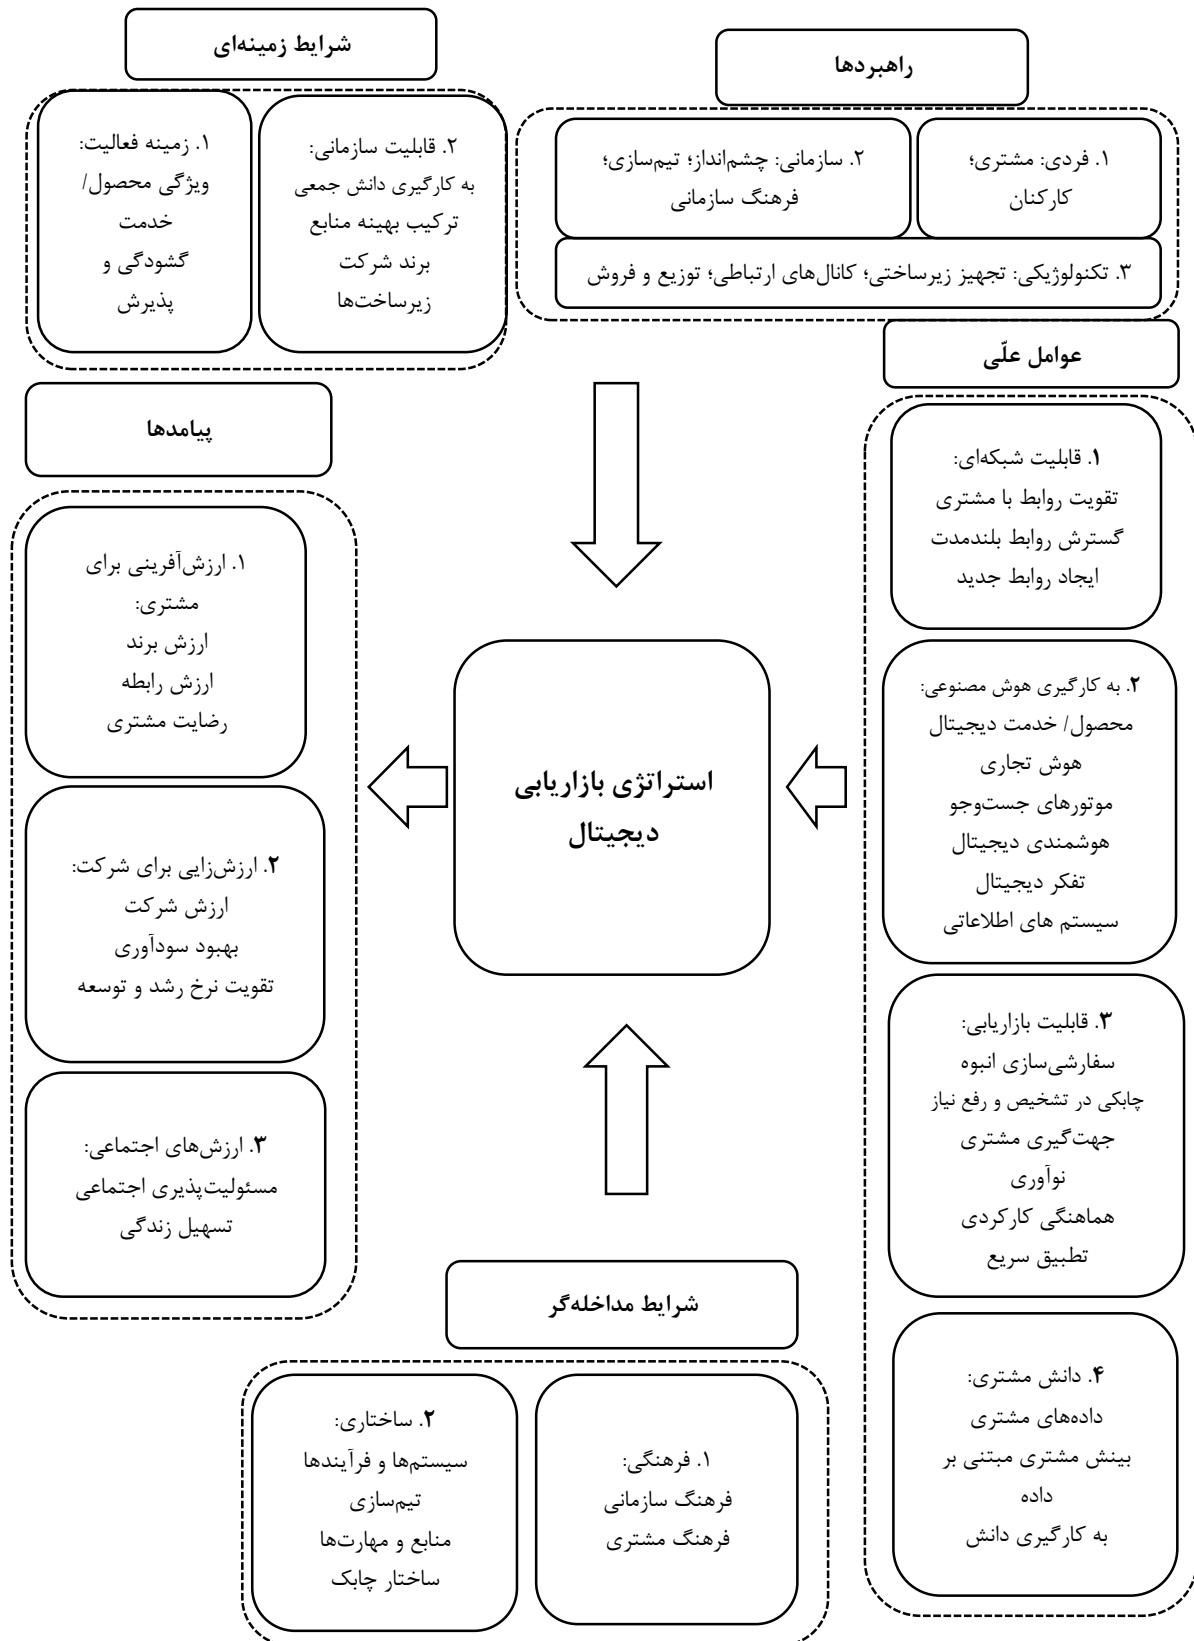 راهبردها
۱. فردی: مشتری؛
کارکنان
۲. سازمانی: چشم‌انداز؛ تیم‌سازی؛
فرهنگ سازمانی
۳. تکنولوژیکی: تجهیز زیرساختی؛ کانال‌های ارتباطی؛ توزیع و فروش
شرایط زمینه‌ای
۱. زمینه فعالیت:
ویژگی محصول/
خدمت
گشودگی و
پذیرش
۲. قابلیت سازمانی:
به کارگیری دانش جمعی
ترکیب بهینه منابع
برند شرکت
زیرساخت‌ها
عوامل علّی
۱. قابلیت شبکه‌ای:
تقویت روابط با مشتری
گسترش روابط بلندمدت
ایجاد روابط جدید
۲. به کارگیری هوش مصنوعی:
محصول/ خدمت دیجیتال
هوش تجاری
موتورهای جست‌وجو
هوشمندی دیجیتال
تفکر دیجیتال
سیستم های اطلاعاتی
۳. قابلیت بازاریابی:
سفارشی‌سازی انبوه
چابکی در تشخیص و رفع نیاز
جهت‌گیری مشتری
نوآوری
هماهنگی کارکردی
تطبیق سریع
۴. دانش مشتری:
داده‌های مشتری
بینش مشتری مبتنی بر
داده
به کارگیری دانش
استراتژی بازاریابی
دیجیتال
پیامدها
۱. ارزش‌آفرینی برای
مشتری:
ارزش برند
ارزش رابطه
رضایت مشتری
۲. ارزش‌زایی برای شرکت:
ارزش شرکت
بهبود سودآوری
تقویت نرخ رشد و توسعه
۳. ارزش‌های اجتماعی:
مسئولیت‌پذیری اجتماعی
تسهیل زندگی
شرایط مداخله‌گر
۱. فرهنگی:
فرهنگ سازمانی
فرهنگ مشتری
۲. ساختاری:
سیستم‌ها و فرآیندها
تیم‌سازی
منابع و مهارت‌ها
ساختار چابک